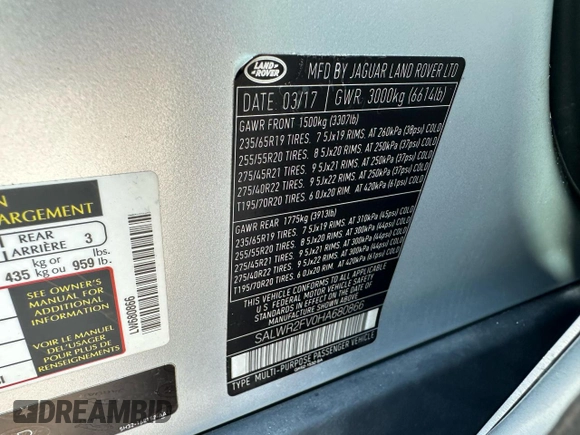 LAND ROVER
MFD BY JAGUAR LAND ROVER LTD
DATE 03/17 GWR 3000kg (6614lb)
GAWR FRONT 1500kg (3307lb)
235/65R19 TIRES. 7.5Jx19 RIMS. AT 260kPa (38psi) COLD
255/55R20 TIRES. 8.5Jx20 RIMS. AT 250kPa (37psi) COLD
275/45R21 TIRES. 9.5Jx21 RIMS. AT 250kPa (37psi) COLD
275/40R22 TIRES. 9.5Jx22 RIMS. AT 250kPa (37psi) COLD
T195/70R20 TIRES. 6.0Jx20 RIM. AT 420kPa (61psi) COLD
GAWR REAR 1775kg (3913lb)
235/65R19 TIRES. 7.5Jx19 RIMS. AT 310kPa (45psi) COLD
255/55R20 TIRES. 8.5Jx20 RIMS. AT 300kPa (44psi) COLD
275/45R21 TIRES. 9.5Jx21 RIMS. AT 300kPa (44psi) COLD
275/40R22 TIRES. 9.5Jx22 RIMS. AT 300kPa (44psi) COLD
T195/70R20 TIRES. 6.0Jx20 RIM. AT 420kPa (61psi) COLD
THIS VEHICLE CONFORMS TO ALL APPLICABLE
U.S. FEDERAL MOTOR VEHICLE SAFETY STANDARDS
IN EFFECT ON THE DATE OF MANUFACTURE SHOWN ABOVE
SALWR2FV0HA680866
TYPE: MULTI-PURPOSE PASSENGER VEHICLE
ARGEMENT
REAR
ARRIÈRE 3
435 kg or kg ou 959 lbs. lb.
SEE OWNER'S
MANUAL FOR
ADDITIONAL
INFORMATION
VOIR LE MANUEL
DE L'USAGER
POUR PLUS DE
RENSEIGNEMENTS
LW680866
DREAMBID